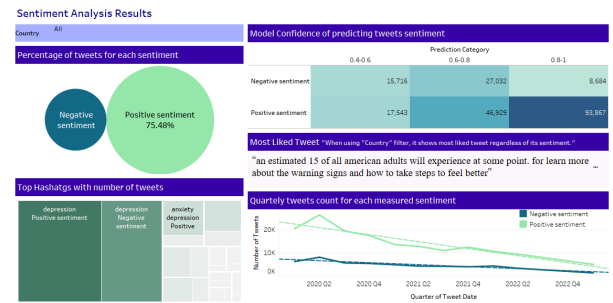 Sentiment Analysis Results
Country
All
Percentage of tweets for each sentiment
Negative
sentiment
Positive sentiment
75.48%
Top Hashatgs with number of tweets
depression
Positive sentiment
depression
Negative
sentiment
anxiety
depression
Positive
Model Confidence of predicting tweets sentiment
Prediction Category
0.4-0.6 0.6-0.8 0.8-1
Negative sentiment 15,716 27,032 8,684
Positive sentiment 17,543 46,929 93,867
Most Liked Tweet "When using "Country" filter, it shows most liked tweet regardless of its sentiment."
"an estimated 15 of all american adults will experience at some point. for learn more
about the warning signs and how to take steps to feel better"
...
Quartely tweets count for each measured sentiment
Negative sentiment
Positive sentiment
Number of Tweets
20K
10K
0K
2020 Q2 2020 Q4 2021 Q2 2021 Q4 2022 Q2 2022 Q4
Quarter of Tweet Date